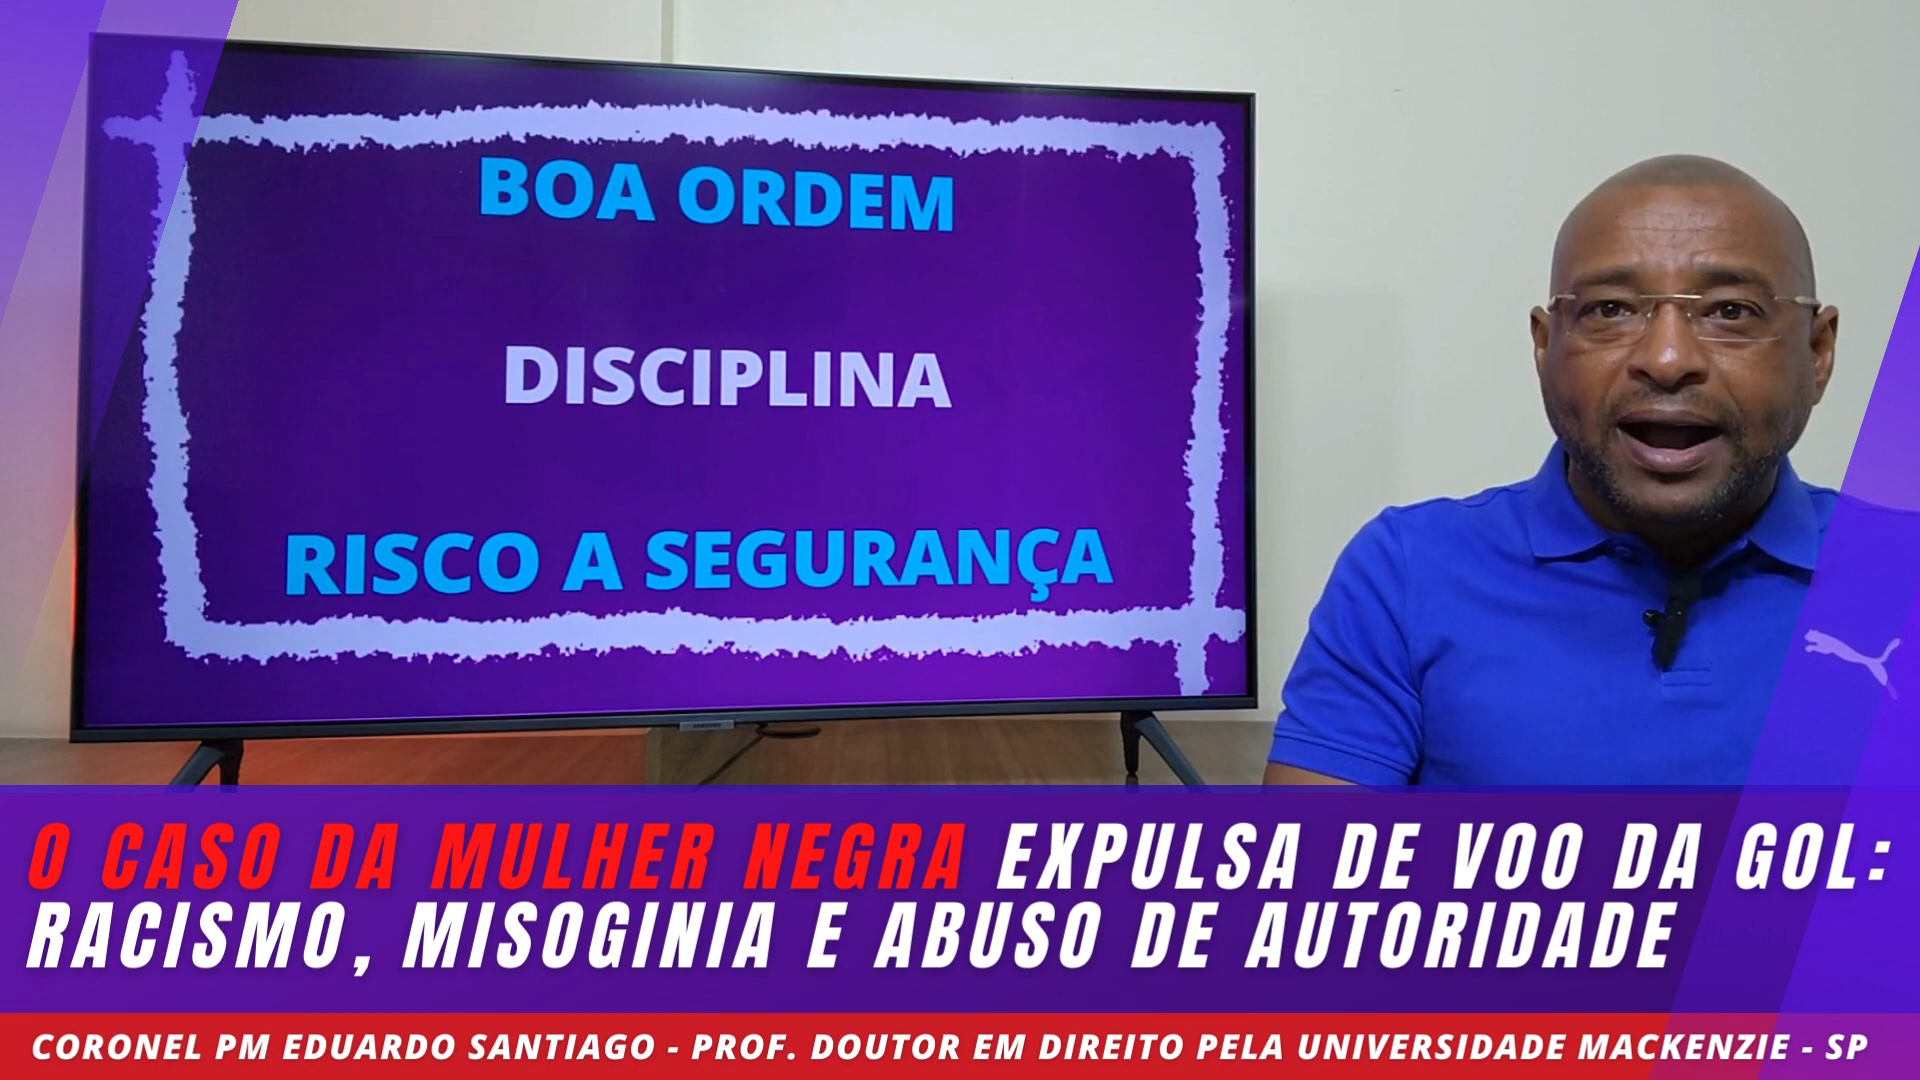 BOA ORDEM
DISCIPLINA
RISCO A SEGURANÇA
O CASO DA MULHER NEGRA EXPULSA DE VOO DA GOL:
RACISMO, MISOGINIA E ABUSO DE AUTORIDADE
CORONEL PM EDUARDO SANTIAGO - PROF. DOUTOR EM DIREITO PELA UNIVERSIDADE MACKENZIE - SP